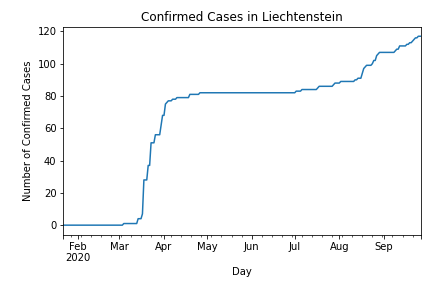 Confirmed Cases in Liechtenstein
Number of Confirmed Cases
120
100
80
60
40
20
0
Feb Mar Apr May Jun Jul Aug Sep
2020
Day